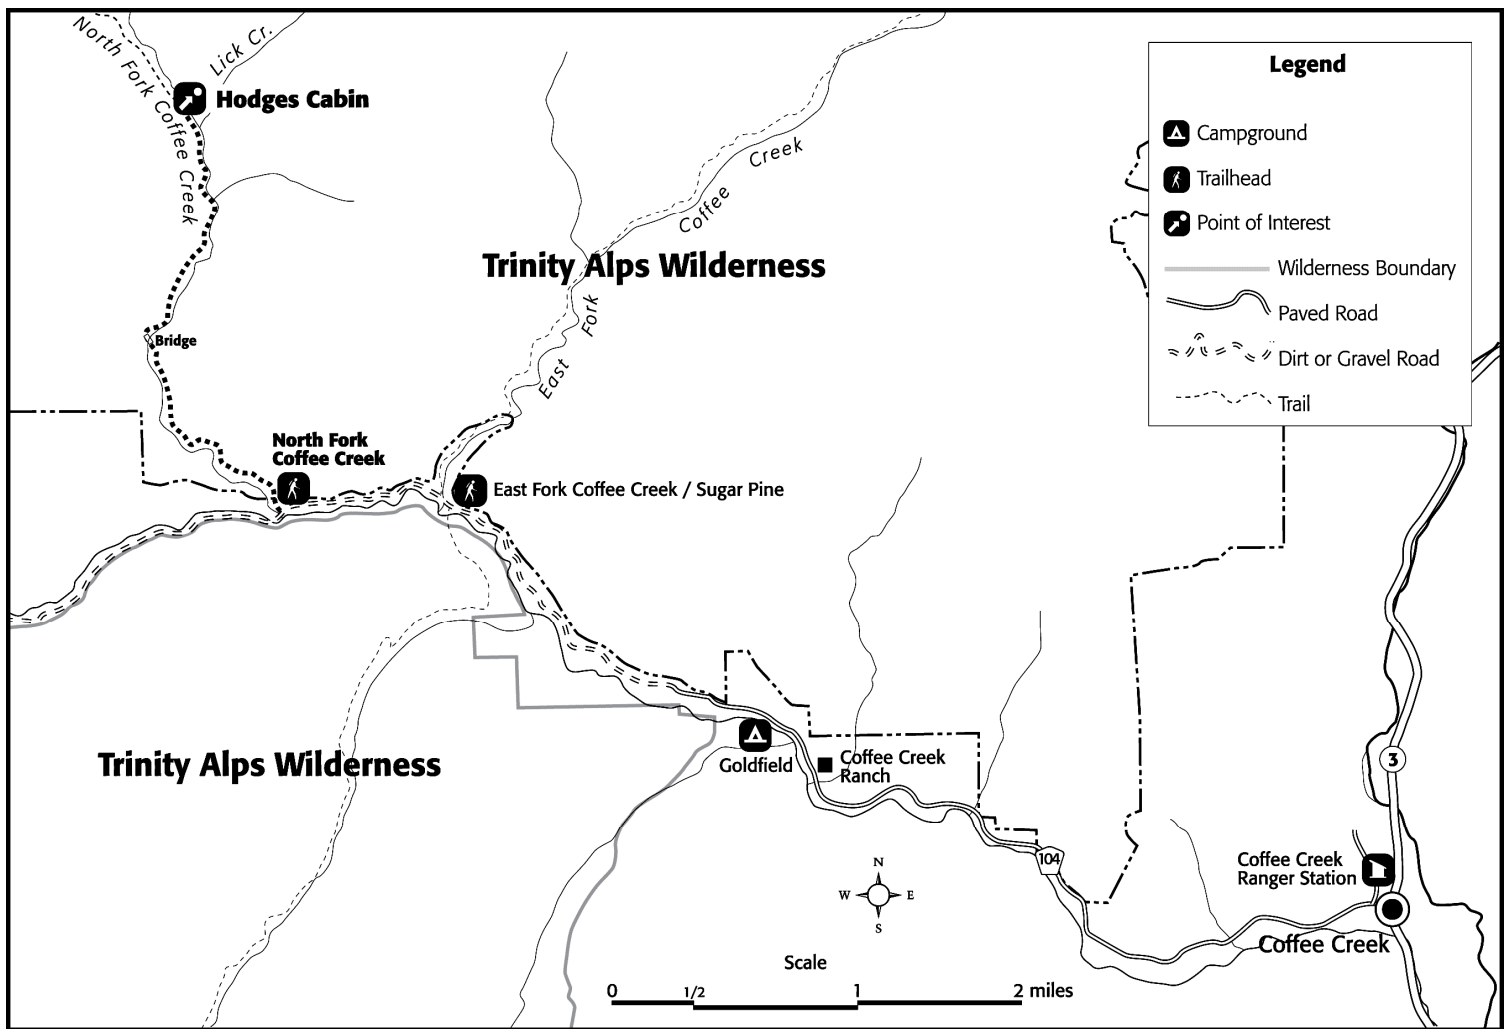 North Fork Coffee Creek
Lick Cr.
Hodges Cabin
Coffee Creek
East Fork
Trinity Alps Wilderness
Bridge
North Fork
Coffee Creek
East Fork Coffee Creek / Sugar Pine
Trinity Alps Wilderness
Goldfield
Coffee Creek
Ranch
104
3
Coffee Creek
Ranger Station
Coffee Creek
N
W E
S
Scale
0 1/2 1 2 miles
Legend
Campground
Trailhead
Point of Interest
Wilderness Boundary
Paved Road
Dirt or Gravel Road
Trail